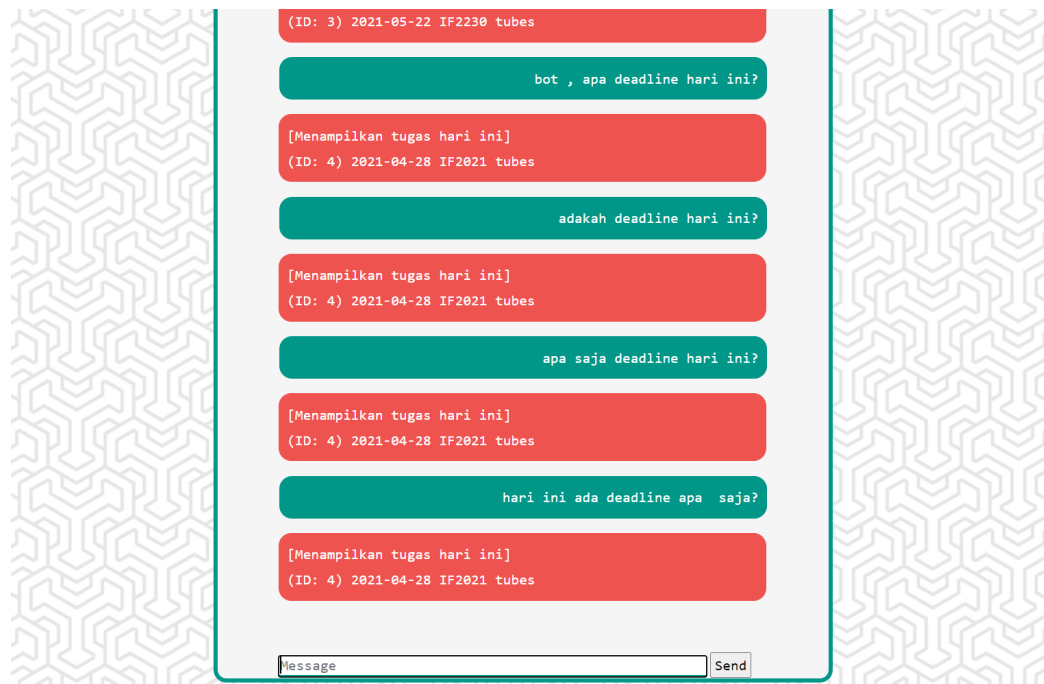 (ID: 3) 2021-05-22 IF2230 tubes
bot , apa deadline hari ini?
[Menampilkan tugas hari ini]
(ID: 4) 2021-04-28 IF2021 tubes
adakah deadline hari ini?
[Menampilkan tugas hari ini]
(ID: 4) 2021-04-28 IF2021 tubes
apa saja deadline hari ini?
[Menampilkan tugas hari ini]
(ID: 4) 2021-04-28 IF2021 tubes
hari ini ada deadline apa  saja?
[Menampilkan tugas hari ini]
(ID: 4) 2021-04-28 IF2021 tubes
Message Send